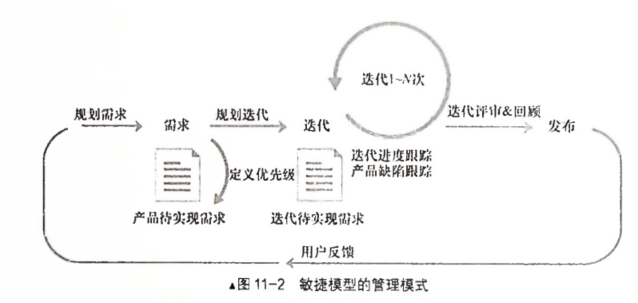 迭代1~N次
规划需求
规划迭代
迭代评审&回顾
需求
迭代
发布
迭代进度跟踪
产品缺陷跟踪
定义优先级
产品待实现需求
迭代待实现需求
用户反馈
▲图 11-2 敏捷模型的管理模式